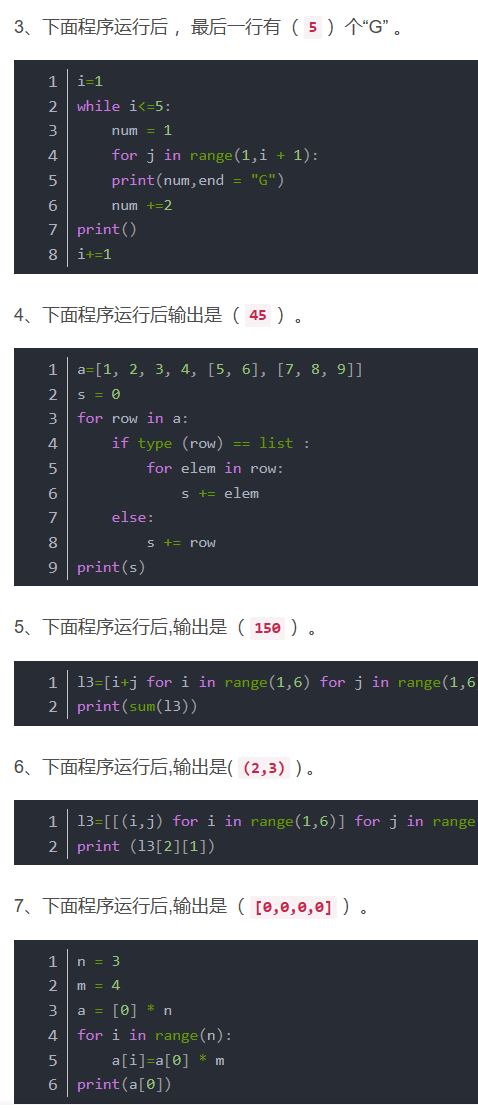 3、下面程序运行后 ，最后一行有（ 5 ）个“G” 。
1 i=1
2 while i<=5:
3     num = 1
4     for j in range(1,i + 1):
5     print(num,end = "G")
6     num +=2
7 print()
8 i+=1
4、下面程序运行后输出是（ 45 ）。
1 a=[1, 2, 3, 4, [5, 6], [7, 8, 9]]
2 s = 0
3 for row in a:
4     if type (row) == list :
5         for elem in row:
6             s += elem
7     else:
8         s += row
9 print(s)
5、下面程序运行后,输出是（ 150 ）。
1 l3=[i+j for i in range(1,6) for j in range(1,6
2 print(sum(l3))
6、下面程序运行后,输出是( (2,3) ) 。
1 l3=[[(i,j) for i in range(1,6)] for j in range
2 print (l3[2][1])
7、下面程序运行后,输出是（ [0,0,0,0] ）。
1 n = 3
2 m = 4
3 a = [0] * n
4 for i in range(n):
5     a[i]=a[0] * m
6 print(a[0])